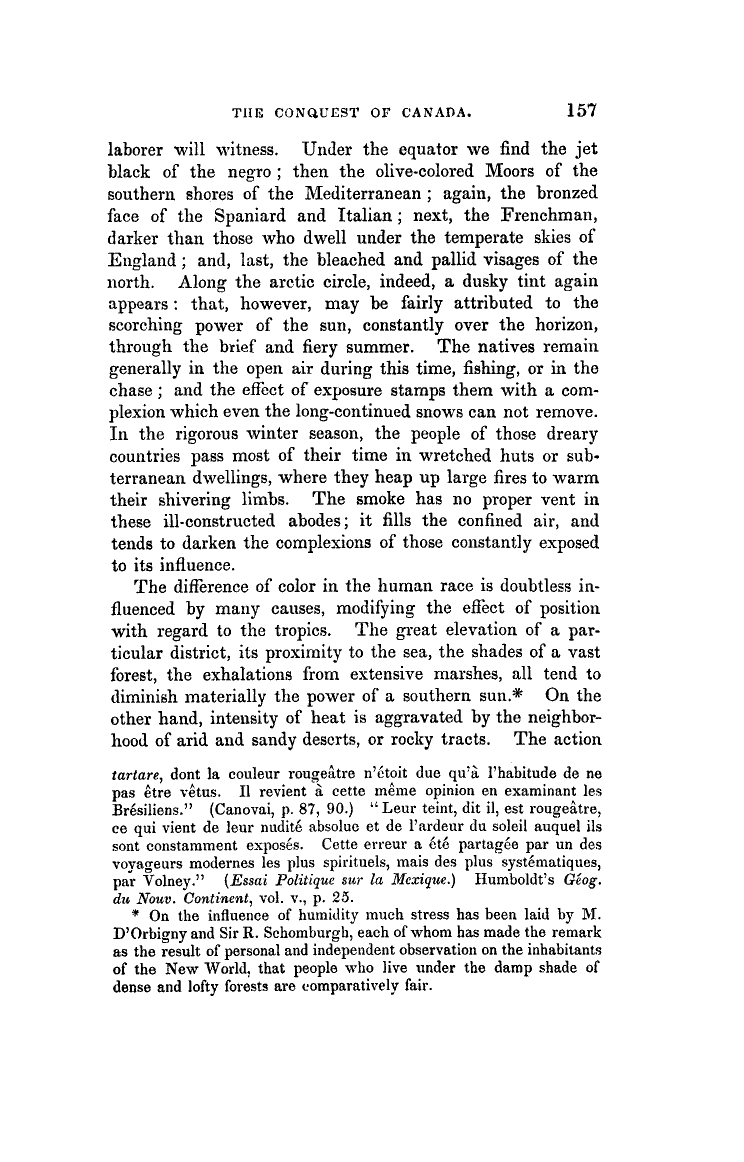 THE CONQUEST OF CANADA. 157
laborer will witness. Under the equator we find the jet
black of the negro ; then the olive-colored Moors of the
southern shores of the Mediterranean ; again, the bronzed
face of the Spaniard and Italian ; next, the Frenchman,
darker than those who dwell under the temperate skies of
England ; and, last, the bleached and pallid visages of the
north. Along the arctic circle, indeed, a dusky tint again
appears : that, however, may be fairly attributed to the
scorching power of the sun, constantly over the horizon,
through the brief and fiery summer. The natives remain
generally in the open air during this time, fishing, or in the
chase ; and the effect of exposure stamps them with a com-
plexion which even the long-continued snows can not remove.
In the rigorous winter season, the people of those dreary
countries pass most of their time in wretched huts or sub-
terranean dwellings, where they heap up large fires to warm
their shivering limbs. The smoke has no proper vent in
these ill-constructed abodes; it fills the confined air, and
tends to darken the complexions of those constantly exposed
to its influence.
The difference of color in the human race is doubtless in-
fluenced by many causes, modifying the effect of position
with regard to the tropics. The great elevation of a par-
ticular district, its proximity to the sea, the shades of a vast
forest, the exhalations from extensive marshes, all tend to
diminish materially the power of a southern sun.* On the
other hand, intensity of heat is aggravated by the neighbor-
hood of arid and sandy deserts, or rocky tracts. The action
tartare, dont la couleur rougeâtre n'étoit due qu'à l'habitude de ne
pas être vêtus. Il revient à cette même opinion en examinant les
Brésiliens." (Canovai, p. 87, 90.) "Leur teint, dit il, est rougeâtre,
ce qui vient de leur nudité absolue et de l'ardeur du soleil auquel ils
sont constamment exposés. Cette erreur a été partagée par un des
voyageurs modernes les plus spirituels, mais des plus systématiques,
par Volney." (Essai Politique sur la Mexique.) Humboldt's Géog.
du Nouv. Continent, vol. v., p. 25.
* On the influence of humidity much stress has been laid by M.
D'Orbigny and Sir R. Schomburgh, each of whom has made the remark
as the result of personal and independent observation on the inhabitants
of the New World, that people who live under the damp shade of
dense and lofty forests are comparatively fair.